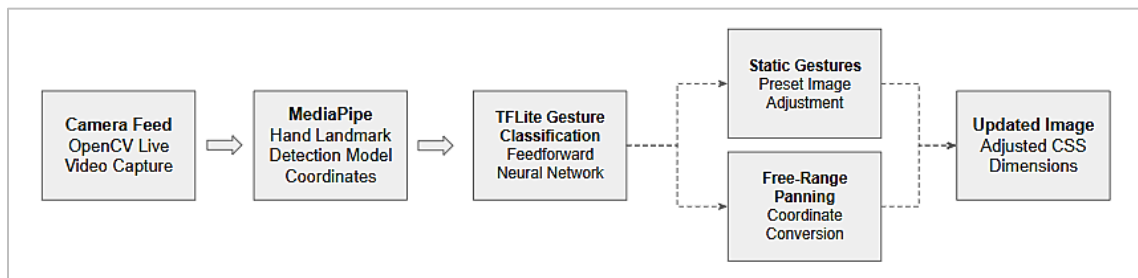 Camera Feed
OpenCV Live
Video Capture
MediaPipe
Hand Landmark
Detection Model
Coordinates
TFLite Gesture
Classification
Feedforward
Neural Network
Static Gestures
Preset Image
Adjustment
Free-Range
Panning
Coordinate
Conversion
Updated Image
Adjusted CSS
Dimensions